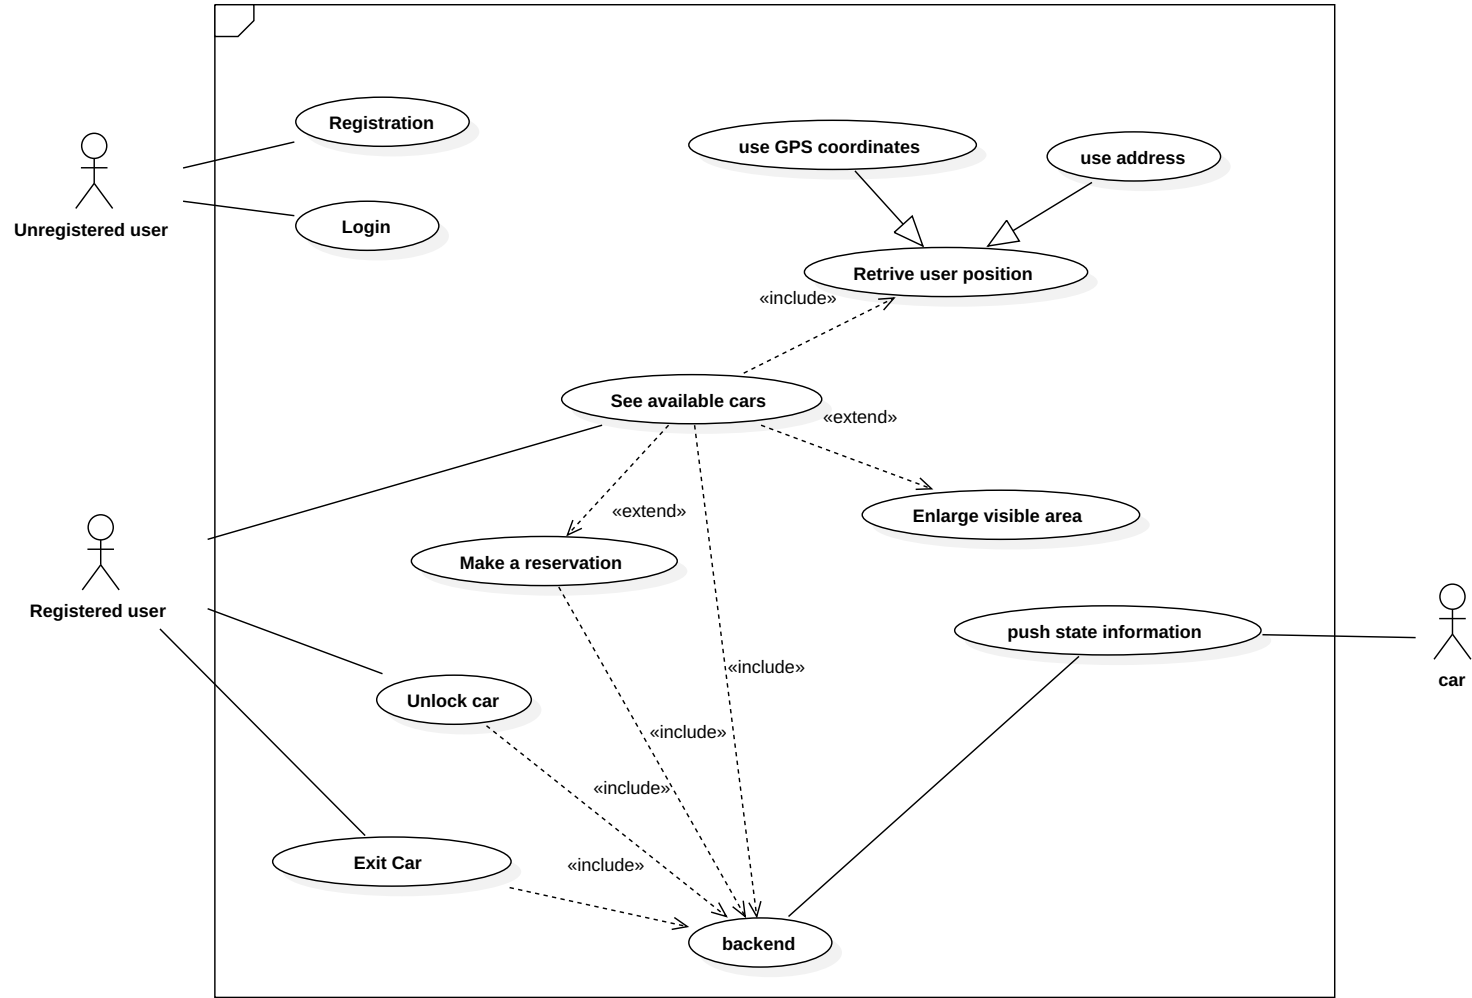 Registration
use GPS coordinates
use address
Unregistered user
Login
Retrive user position
«include»
See available cars
«extend»
«extend»
Enlarge visible area
Make a reservation
Registered user
push state information
car
«include»
Unlock car
«include»
«include»
Exit Car
«include»
backend